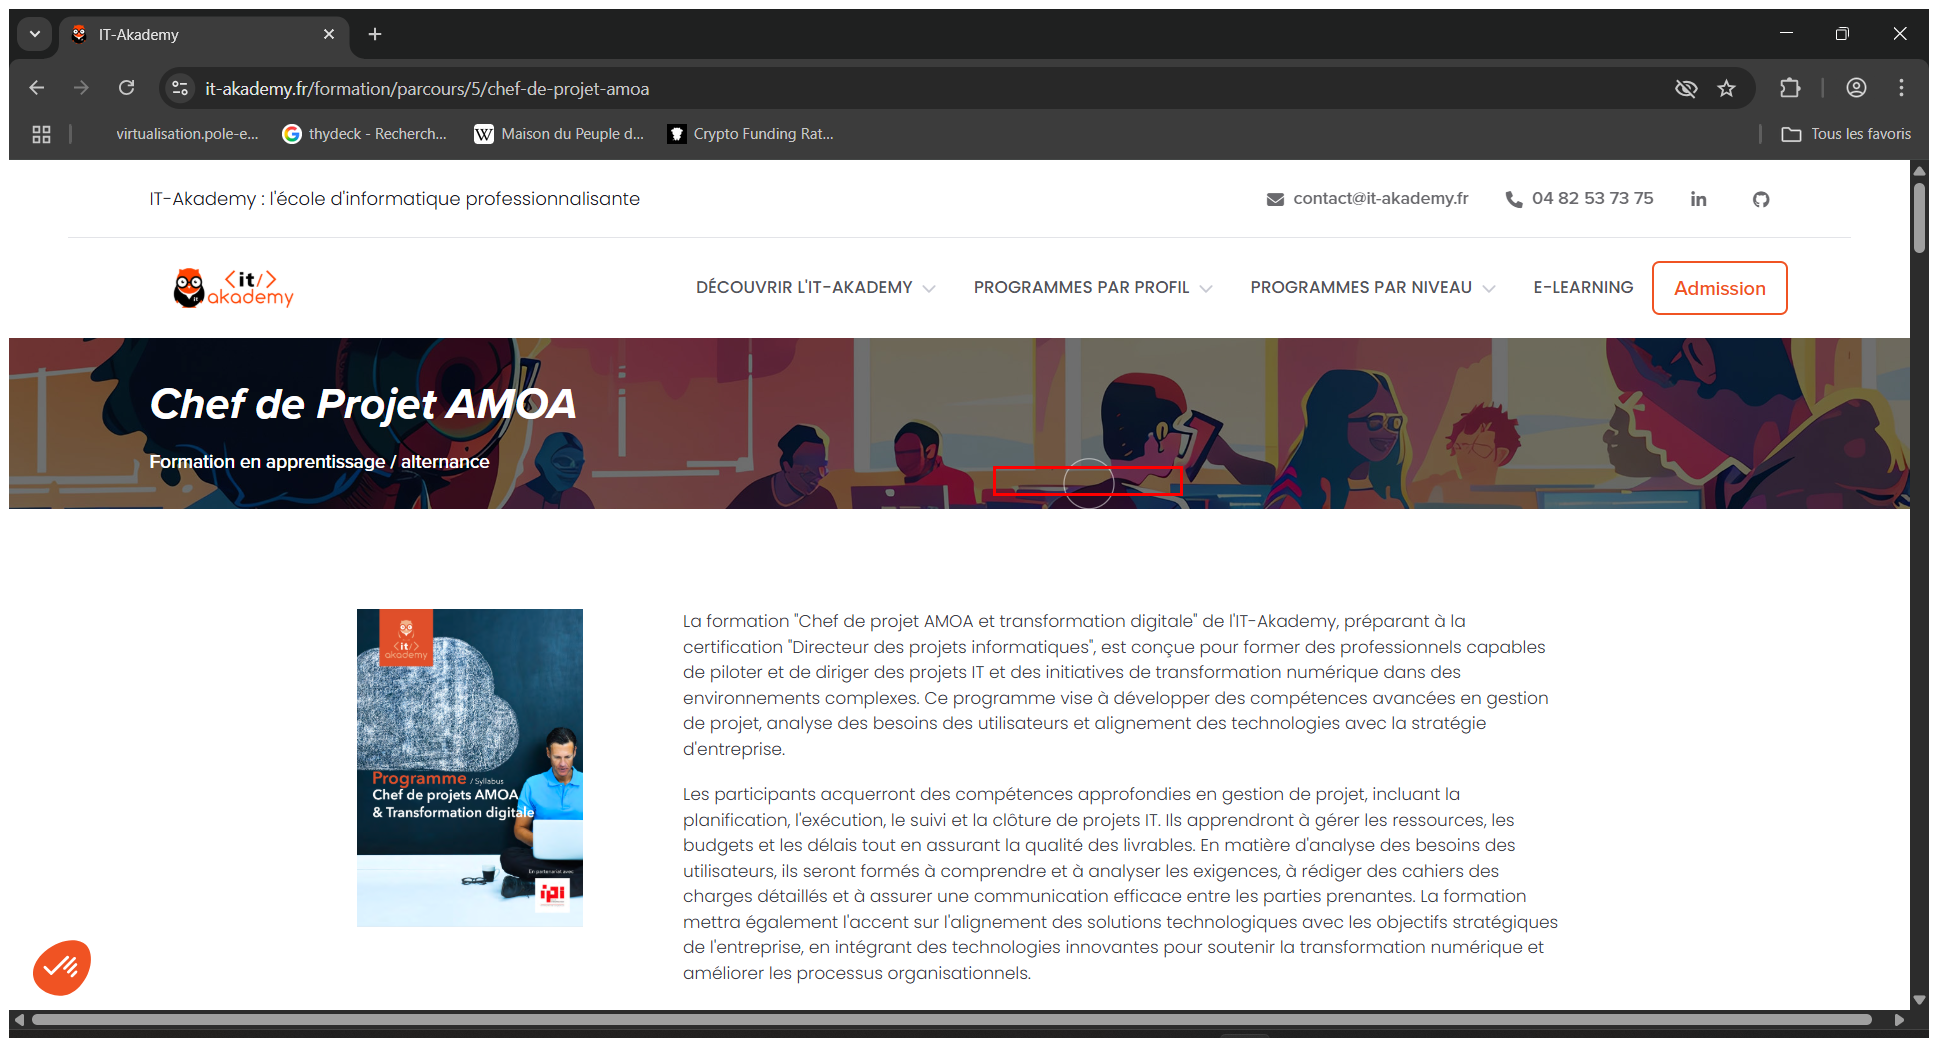 IT-Akademy
it-akademy.fr/formation/parcours/5/chef-de-projet-amoa
virtualisation.pole-e...
thydeck - Recherch...
Maison du Peuple d...
Crypto Funding Rat...
Tous les favoris
IT-Akademy : l'école d'informatique professionnalisante
contact@it-akademy.fr
04 82 53 73 75
<it/>
akademy
DÉCOUVRIR L'IT-AKADEMY
PROGRAMMES PAR PROFIL
PROGRAMMES PAR NIVEAU
E-LEARNING
Admission
Chef de Projet AMOA
Formation en apprentissage / alternance
<it/>
akademy
Programme / Syllabus
Chef de projets AMOA
& Transformation digitale
En partenariat avec
ipi
La formation "Chef de projet AMOA et transformation digitale" de l'IT-Akademy, préparant à la
certification "Directeur des projets informatiques", est conçue pour former des professionnels capables
de piloter et de diriger des projets IT et des initiatives de transformation numérique dans des
environnements complexes. Ce programme vise à développer des compétences avancées en gestion
de projet, analyse des besoins des utilisateurs et alignement des technologies avec la stratégie
d'entreprise.
Les participants acquerront des compétences approfondies en gestion de projet, incluant la
planification, l'exécution, le suivi et la clôture de projets IT. Ils apprendront à gérer les ressources, les
budgets et les délais tout en assurant la qualité des livrables. En matière d'analyse des besoins des
utilisateurs, ils seront formés à comprendre et à analyser les exigences, à rédiger des cahiers des
charges détaillés et à assurer une communication efficace entre les parties prenantes. La formation
mettra également l'accent sur l'alignement des solutions technologiques avec les objectifs stratégiques
de l'entreprise, en intégrant des technologies innovantes pour soutenir la transformation numérique et
améliorer les processus organisationnels.